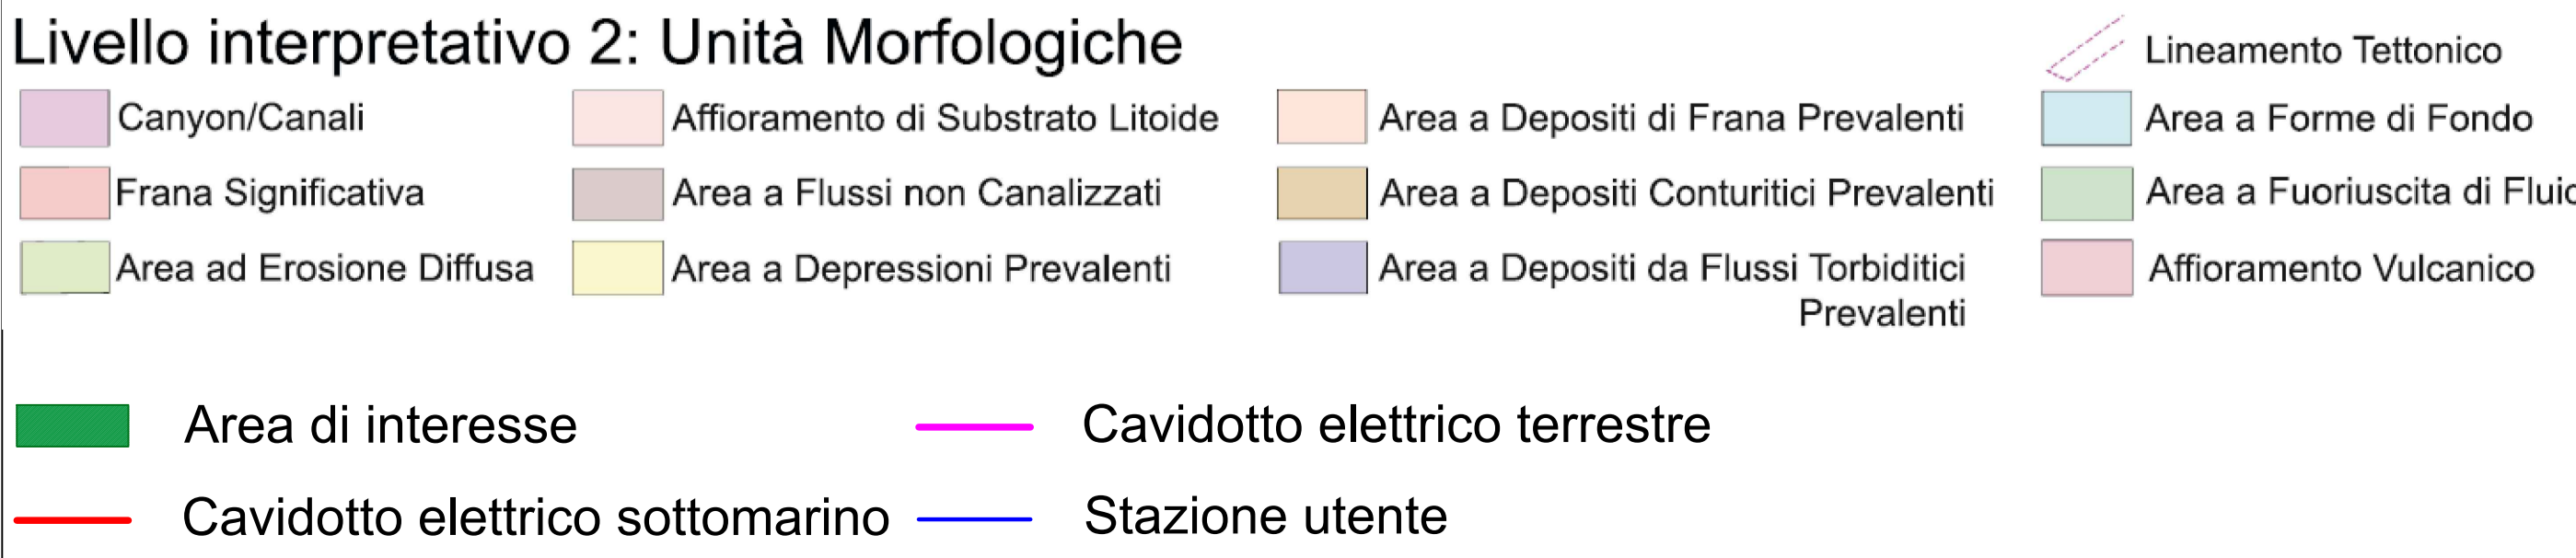 Livello interpretativo 2: Unità Morfologiche
Lineamento Tettonico
Canyon/Canali
Affioramento di Substrato Litoide
Area a Depositi di Frana Prevalenti
Area a Forme di Fondo
Frana Significativa
Area a Flussi non Canalizzati
Area a Depositi Conturitici Prevalenti
Area a Fuoriuscita di
Area ad Erosione Diffusa
Area a Depressioni Prevalenti
Area a Depositi da Flussi Torbiditici
Prevalenti
Affioramento Vulcanico
Area di interesse
Cavidotto elettrico terrestre
Cavidotto elettrico sottomarino
Stazione utente